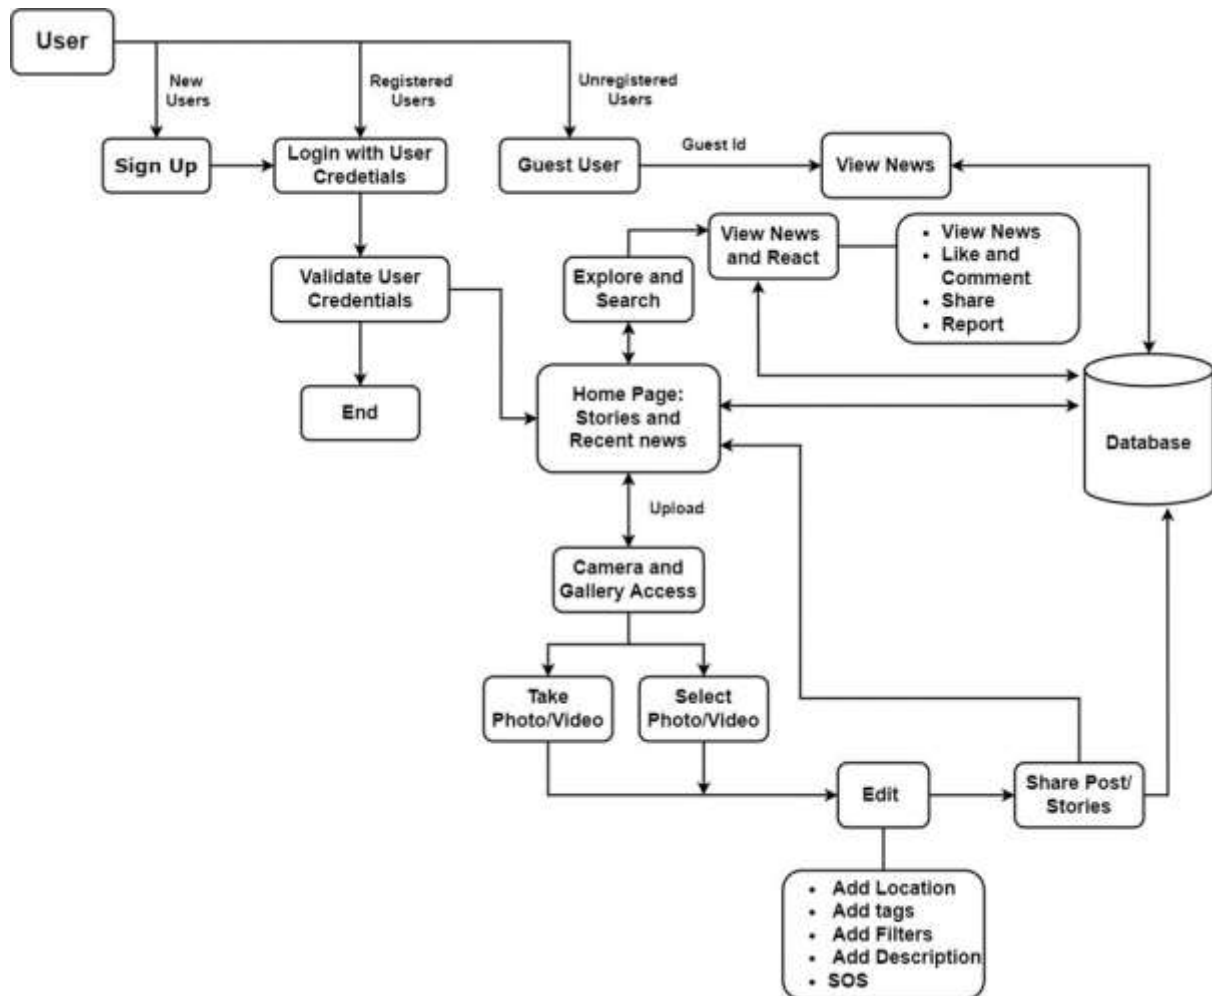 User
New
Users
Registered
Users
Unregistered
Users
Sign Up
Login with User
Credetials
Guest User
Guest Id
View News
View News
and React
• View News
• Like and
Comment
• Share
• Report
Explore and
Search
Validate User
Credentials
End
Home Page:
Stories and
Recent news
Database
Upload
Camera and
Gallery Access
Take
Photo/Video
Select
Photo/Video
Edit
Share Post/
Stories
• Add Location
• Add tags
• Add Filters
• Add Description
• SOS